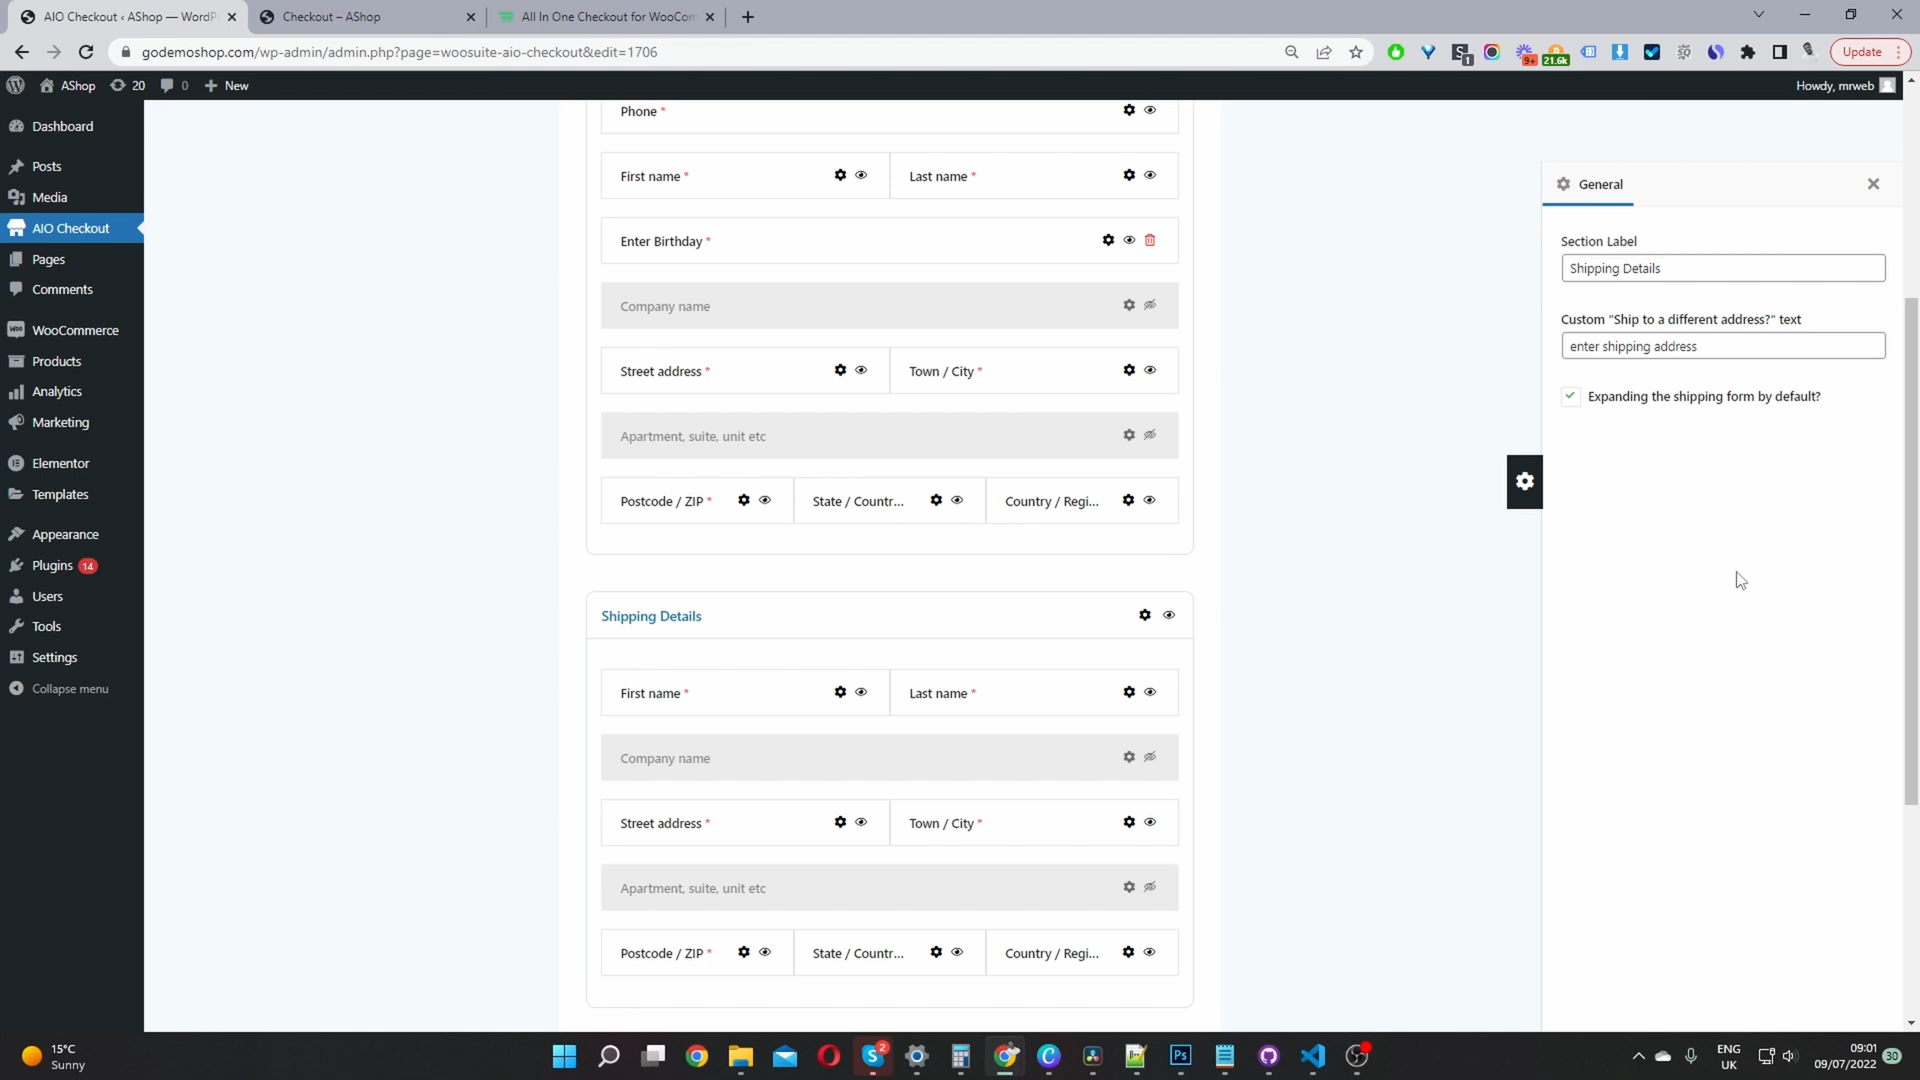 AIO Checkout ‹ AShop — WordP
Checkout – AShop
All In One Checkout for WooCom
godemoshop.com/wp-admin/admin.php?page=woosuite-aio-checkout&edit=1706
S
1
9+
21.6k
Update
AShop
20
0
New
Howdy, mrweb
Dashboard
Posts
Media
AIO Checkout
Pages
Comments
WooCommerce
Products
Analytics
Marketing
Elementor
Templates
Appearance
Plugins 14
Users
Tools
Settings
Collapse menu
Phone *
First name *
Last name *
Enter Birthday *
Company name
Street address *
Town / City *
Apartment, suite, unit etc
Postcode / ZIP *
State / Countr...
Country / Regi...
Shipping Details
First name *
Last name *
Company name
Street address *
Town / City *
Apartment, suite, unit etc
Postcode / ZIP *
State / Countr...
Country / Regi...
General
Section Label
Shipping Details
Custom "Ship to a different address?" text
enter shipping address
Expanding the shipping form by default?
15°C
Sunny
S
2
C
Ps
ENG
UK
09:01
09/07/2022
30